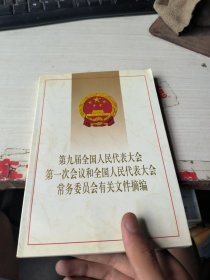 第九届全国人民代表大会
第一次会议和全国人民代表大会
常务委员会有关文件摘编